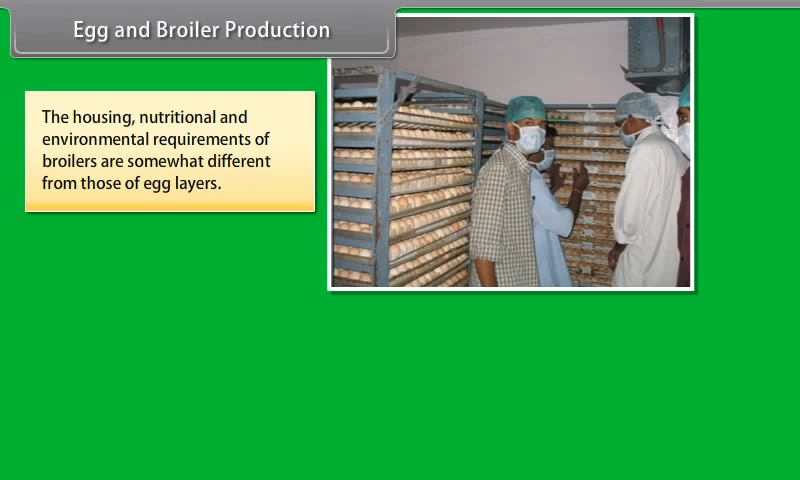 Egg and Broiler Production
The housing, nutritional and
environmental requirements of
broilers are somewhat different
from those of egg layers.